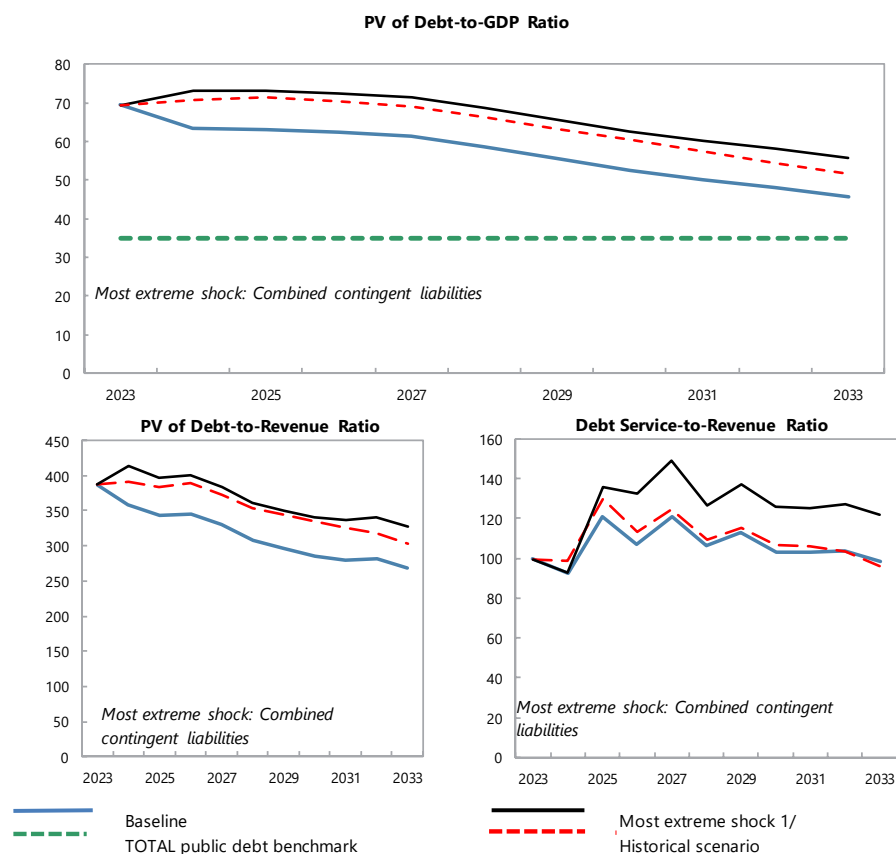 PV of Debt-to-GDP Ratio
80
70
60
50
40
30
20
10
0
Most extreme shock: Combined contingent liabilities
2023 2025 2027 2029 2031 2033
PV of Debt-to-Revenue Ratio
450
400
350
300
250
200
150
100
50
0
Most extreme shock: Combined
contingent liabilities
2023 2025 2027 2029 2031 2033
Debt Service-to-Revenue Ratio
160
140
120
100
80
60
40
20
0
Most extreme shock: Combined contingent
liabilities
2023 2025 2027 2029 2031 2033
Baseline
TOTAL public debt benchmark
Most extreme shock 1/
Historical scenario